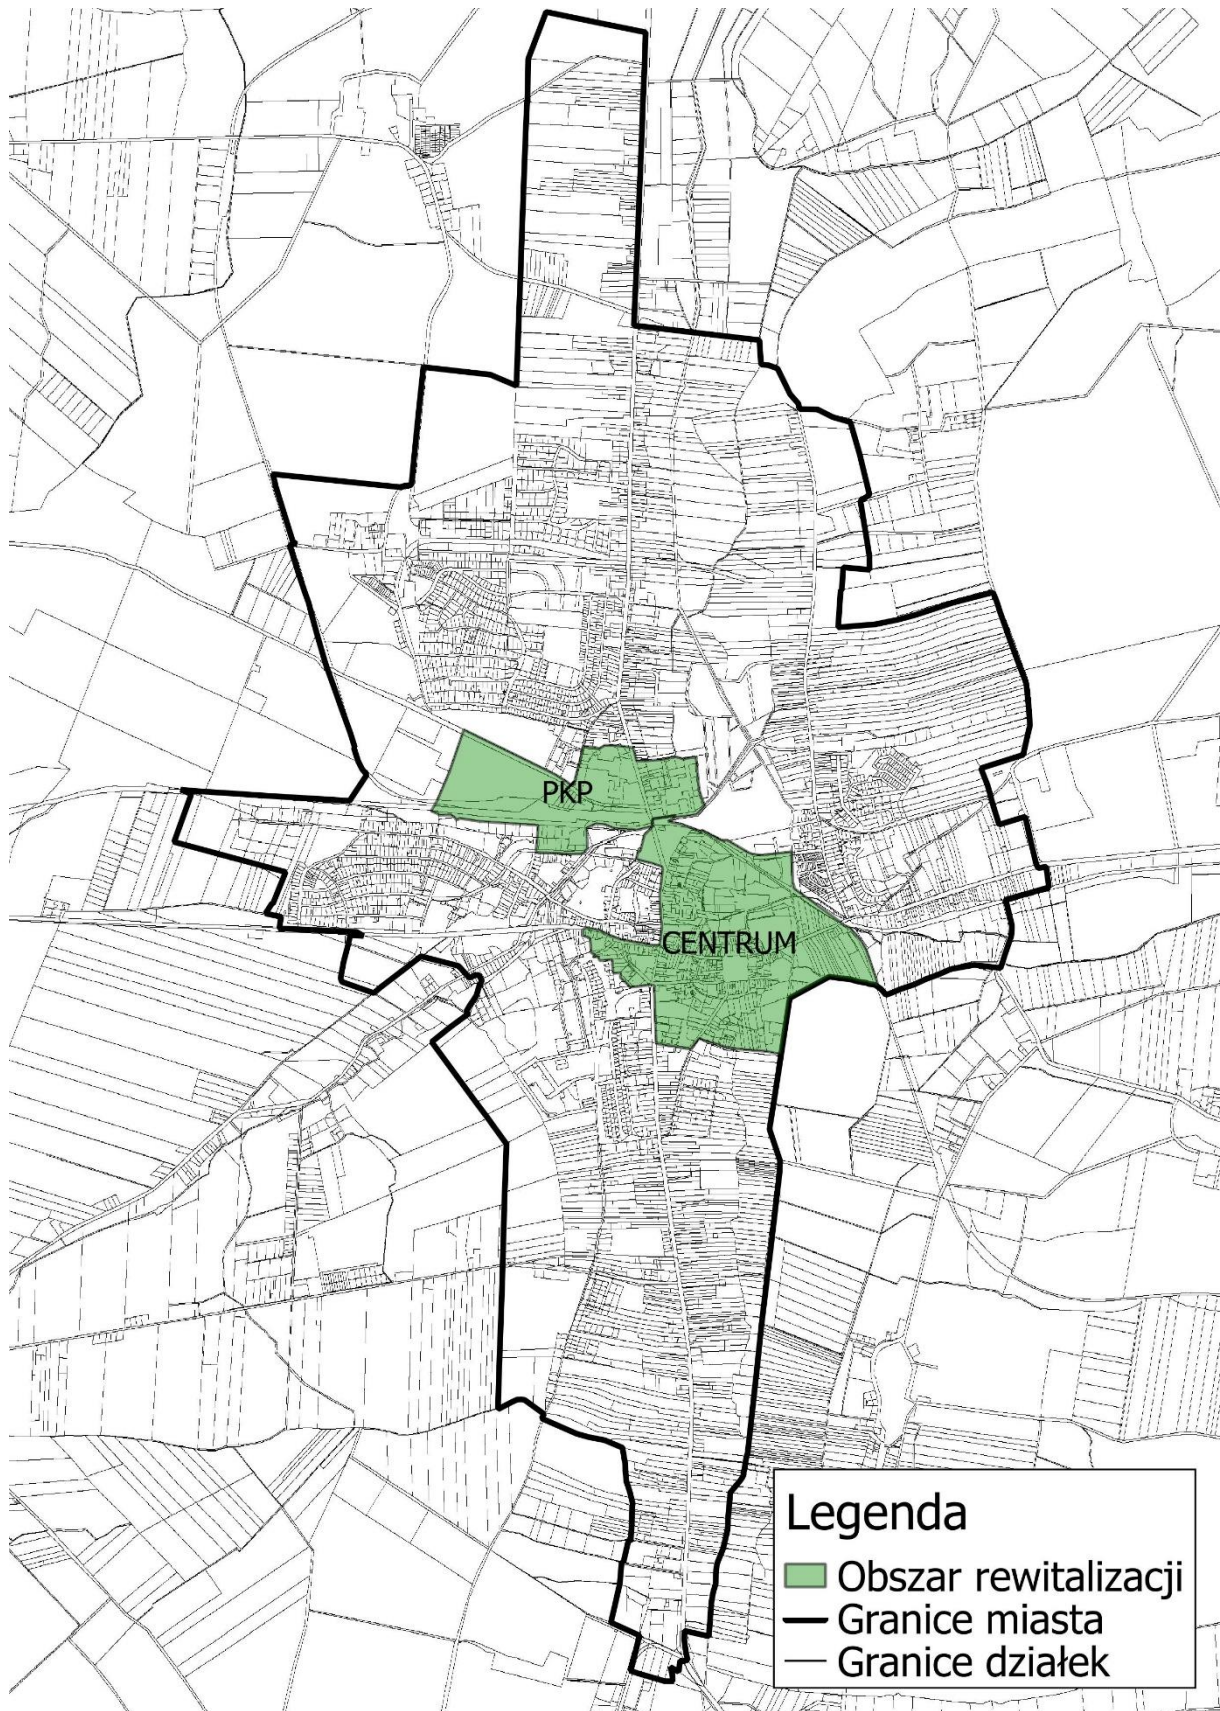 PKP
CENTRUM
Legenda
Obszar rewitalizacji
Granice miasta
Granice działek